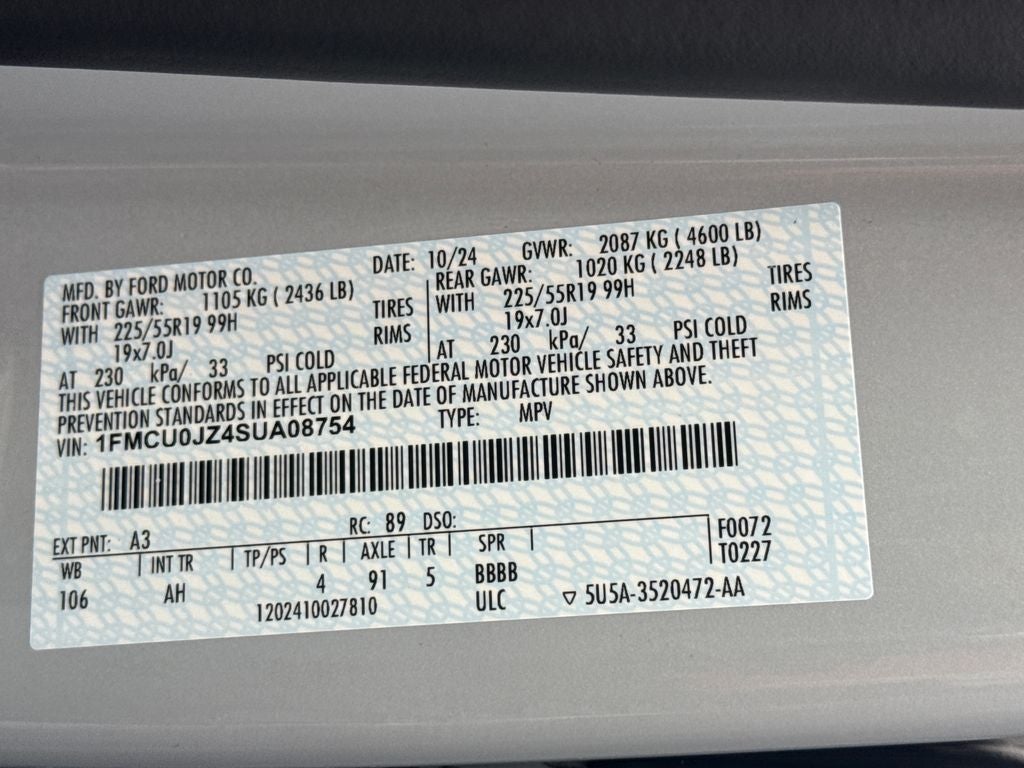 MFD. BY FORD MOTOR CO. DATE: 10/24 GVWR: 2087 KG ( 4600 LB)
FRONT GAWR: 1105 KG ( 2436 LB)
WITH 225/55R19 99H TIRES
19x7.0J RIMS
AT 230 kPa/ 33 PSI COLD
REAR GAWR: 1020 KG ( 2248 LB)
WITH 225/55R19 99H TIRES
19x7.0J RIMS
AT 230 kPa/ 33 PSI COLD
THIS VEHICLE CONFORMS TO ALL APPLICABLE FEDERAL MOTOR VEHICLE SAFETY AND THEFT
PREVENTION STANDARDS IN EFFECT ON THE DATE OF MANUFACTURE SHOWN ABOVE.
VIN: 1FMCU0JZ4SUA08754 TYPE: MPV
EXT PNT: A3 RC: 89 DSO: F0072
WB INT TR TP/PS R AXLE TR SPR T0227
106 AH 4 91 5 BBBB
1202410027810 ULC ▽ 5U5A-3520472-AA